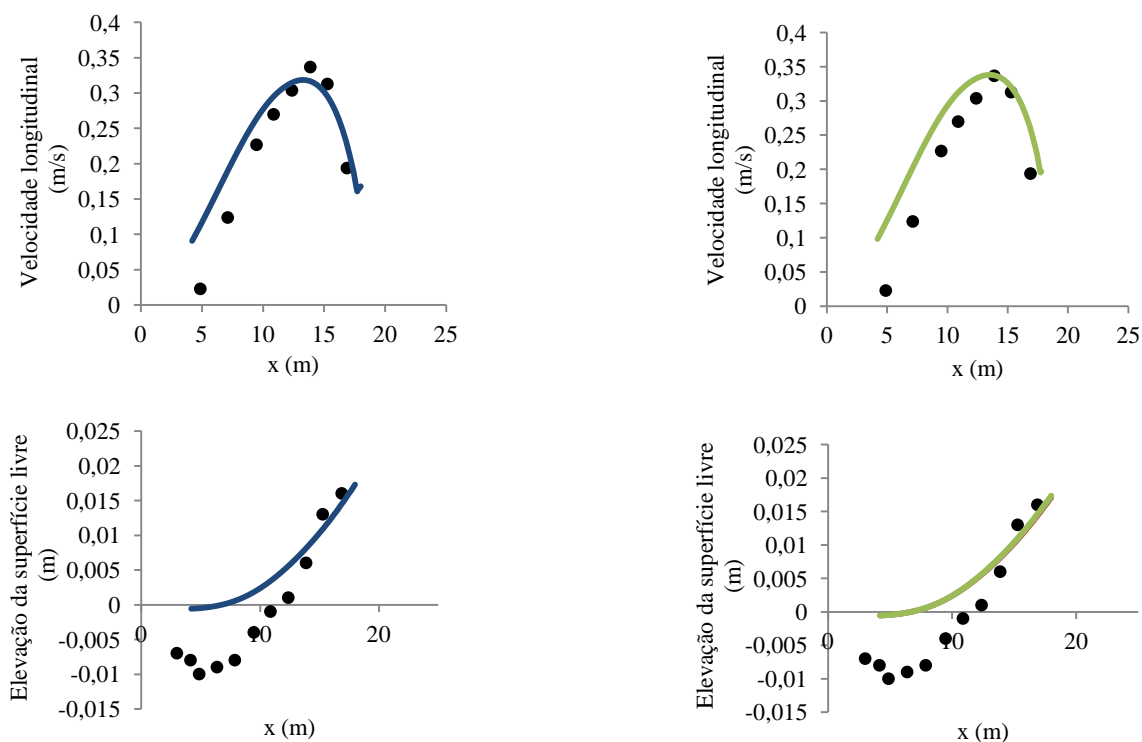 Velocidade longitudinal
(m/s)
0,4
0,35
0,3
0,25
0,2
0,15
0,1
0,05
0
0 5 10 15 20 25
x (m)
Velocidade longitudinal
(m/s)
0,4
0,35
0,3
0,25
0,2
0,15
0,1
0,05
0
0 5 10 15 20 25
x (m)
Elevação da superfície livre
(m)
0,025
0,02
0,015
0,01
0,005
0
-0,005
-0,01
-0,015
0 10 20
x (m)
Elevação da superfície livre
(m)
0,025
0,02
0,015
0,01
0,005
0
-0,005
-0,01
-0,015
0 10 20
x (m)